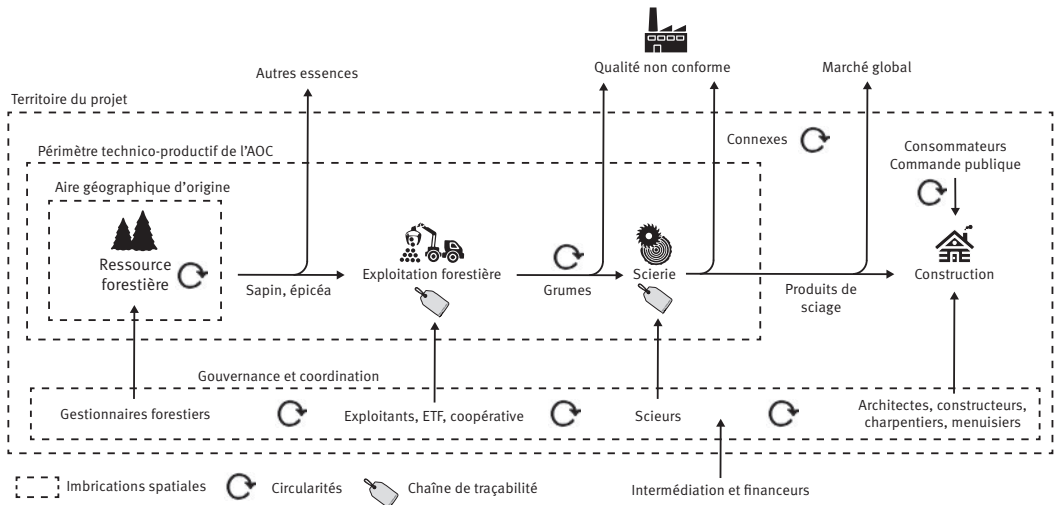 Autres essences
Qualité non conforme
Marché global
Territoire du projet
Périmètre technico-productif de l'AOC
Connexes
Consommateurs
Commande publique
Aire géographique d'origine
Ressource
forestière
Sapin, épicéa
Exploitation forestière
Grumes
Scierie
Produits de
sciage
Construction
Gouvernance et coordination
Gestionnaires forestiers
Exploitants, ETF, coopérative
Scieurs
Architectes, constructeurs,
charpentiers, menuisiers
Imbrications spatiales
Circularités
Chaîne de traçabilité
Intermédiation et financeurs